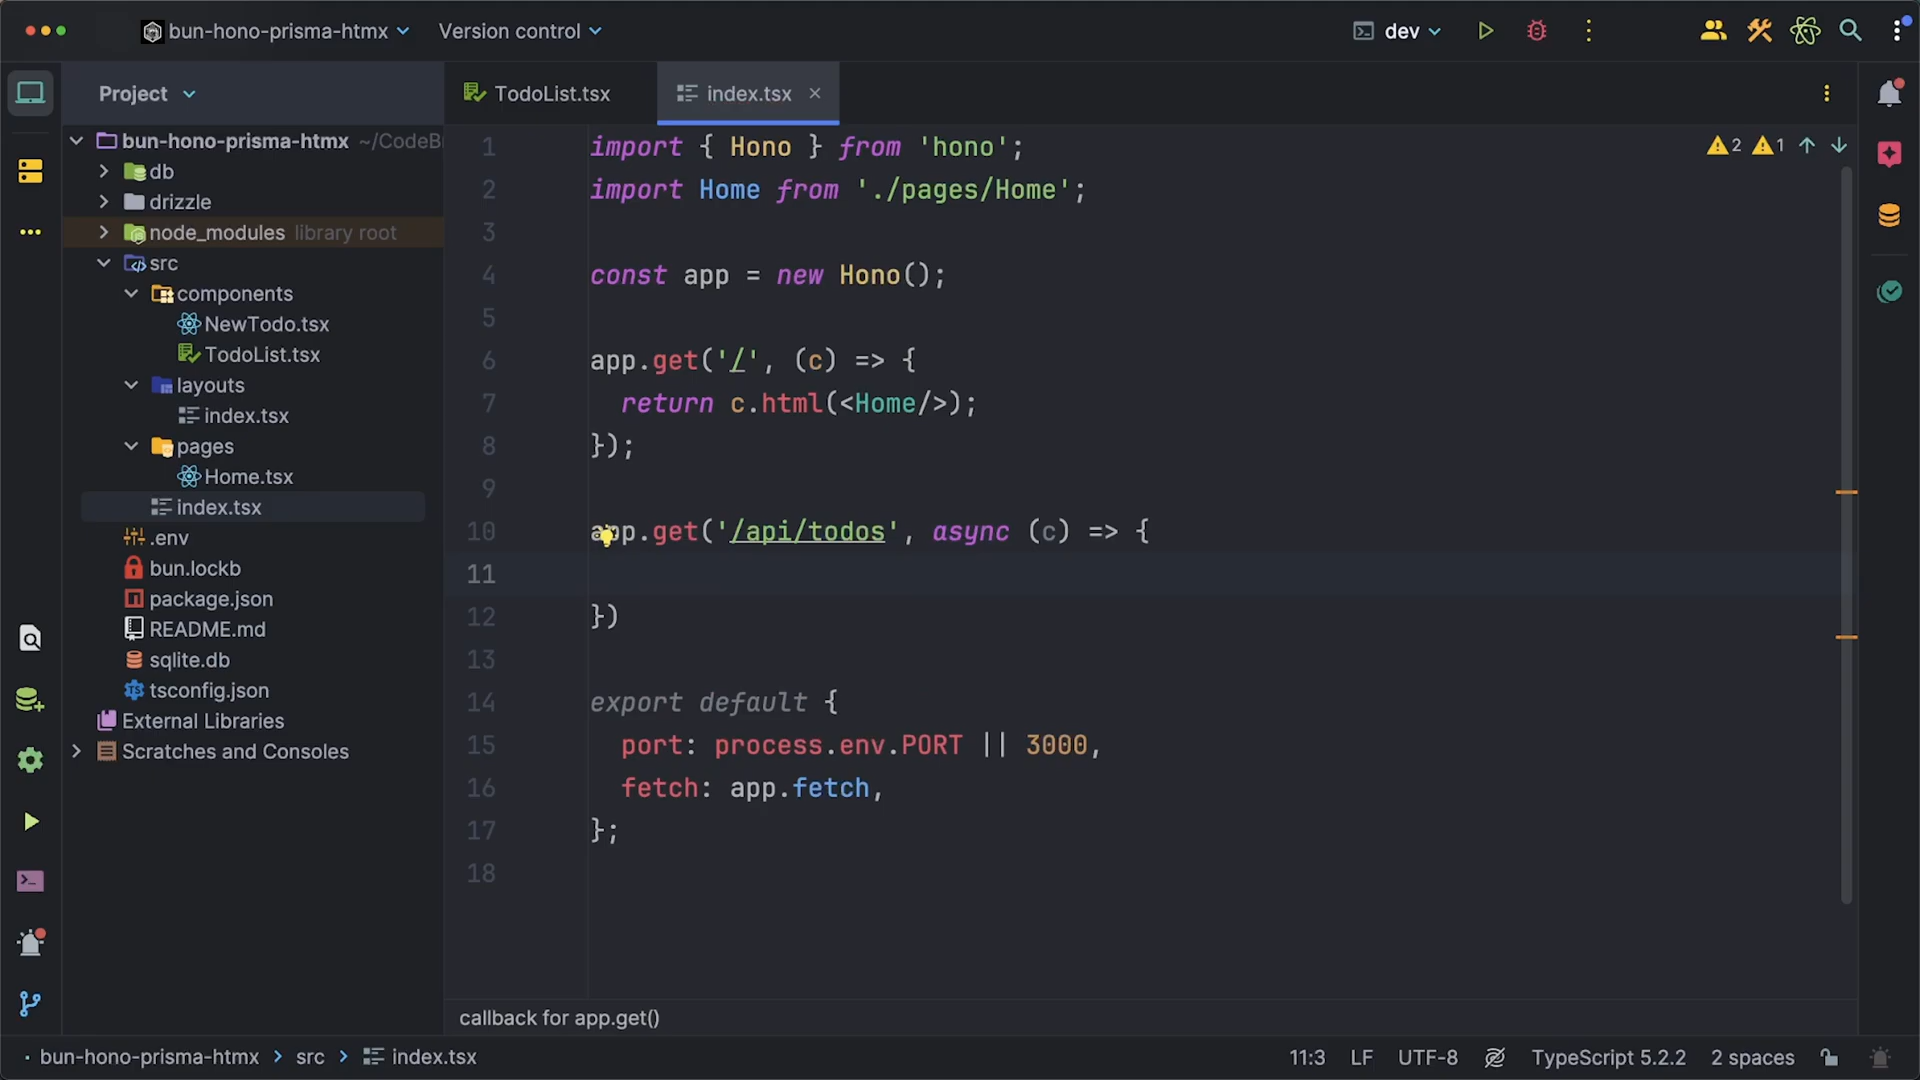 bun-hono-prisma-htmx
Version control
dev
Project
TodoList.tsx
index.tsx
bun-hono-prisma-htmx ~/CodeB
db
drizzle
node_modules library root
src
components
NewTodo.tsx
TodoList.tsx
layouts
index.tsx
pages
Home.tsx
index.tsx
.env
bun.lockb
package.json
README.md
sqlite.db
tsconfig.json
External Libraries
Scratches and Consoles
2 1
1 import { Hono } from 'hono';
2 import Home from './pages/Home';
3
4 const app = new Hono();
5
6 app.get('/', (c) => {
7 return c.html(<Home/>);
8 });
9
10 app.get('/api/todos', async (c) => {
11
12 })
13
14 export default {
15 port: process.env.PORT || 3000,
16 fetch: app.fetch,
17 };
18
callback for app.get()
bun-hono-prisma-htmx > src > index.tsx
11:3 LF UTF-8 TypeScript 5.2.2 2 spaces